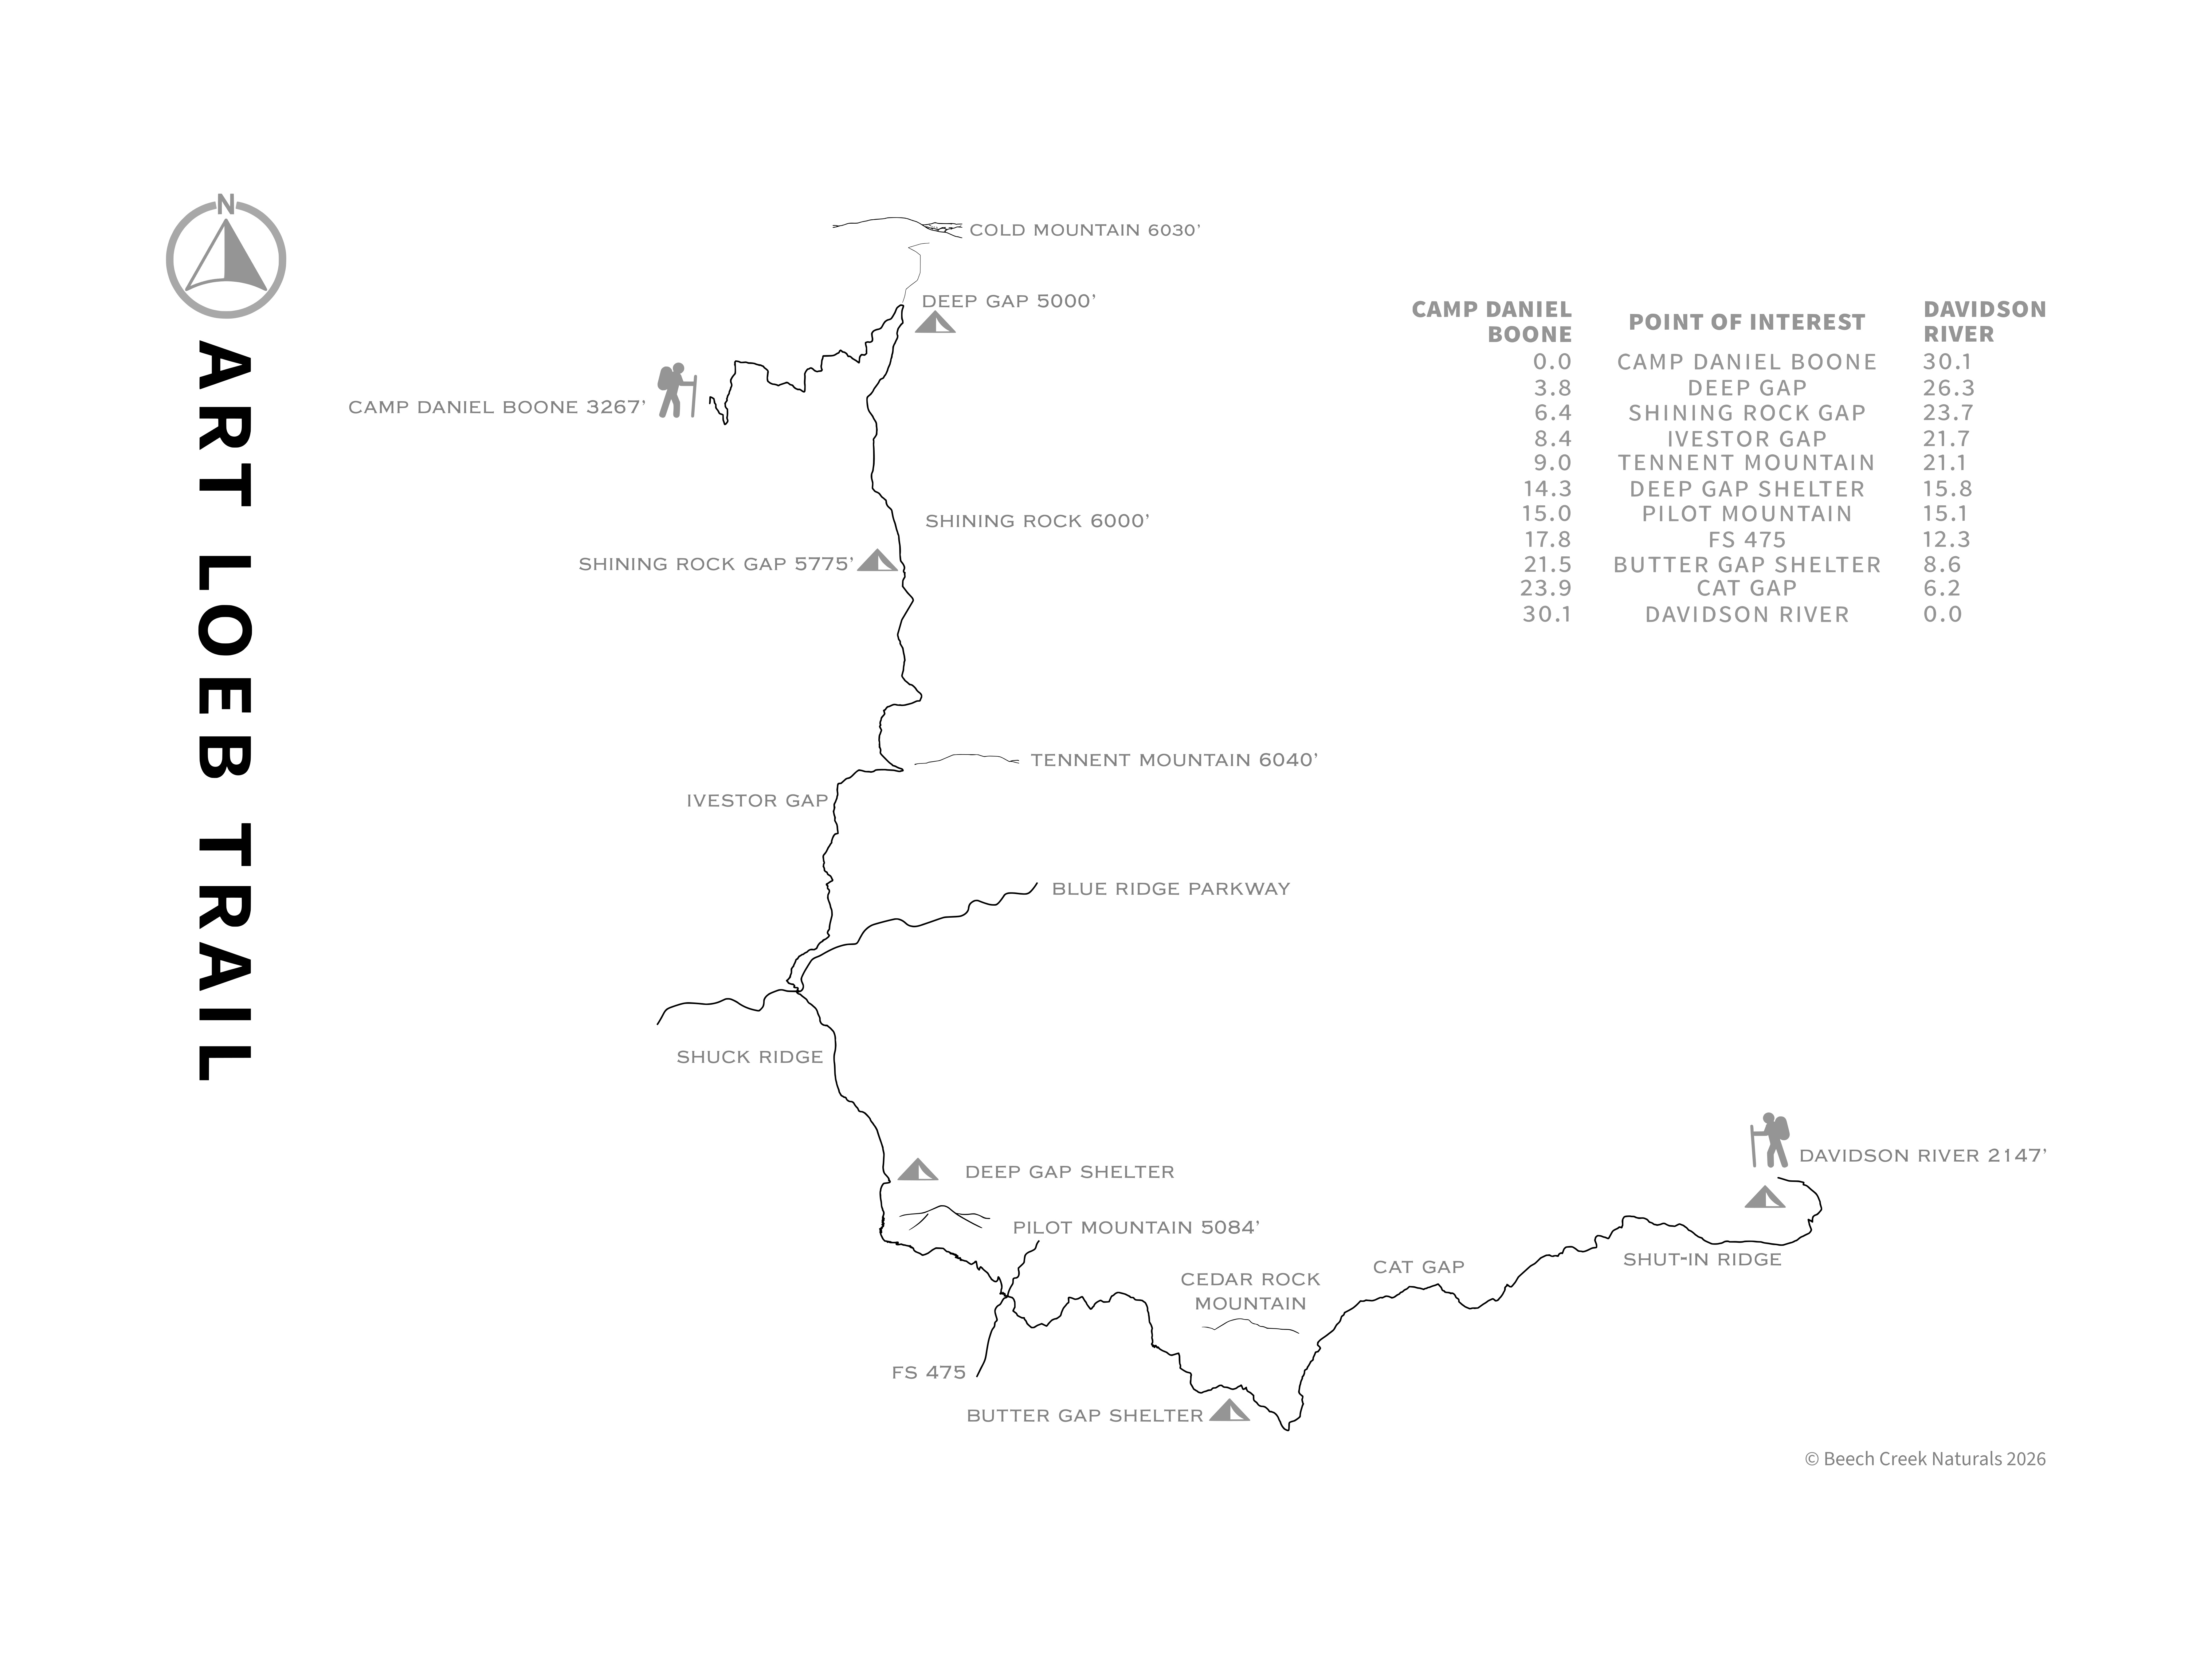 N
ART LOEB TRAIL
COLD MOUNTAIN 6030'
DEEP GAP 5000'
CAMP DANIEL BOONE 3267'
SHINING ROCK 6000'
SHINING ROCK GAP 5775'
TENNENT MOUNTAIN 6040'
IVESTOR GAP
BLUE RIDGE PARKWAY
SHUCK RIDGE
DEEP GAP SHELTER
PILOT MOUNTAIN 5084'
FS 475
CEDAR ROCK
MOUNTAIN
BUTTER GAP SHELTER
CAT GAP
SHUT-IN RIDGE
DAVIDSON RIVER 2147'
CAMP DANIEL BOONE POINT OF INTEREST DAVIDSON RIVER
0.0 CAMP DANIEL BOONE 30.1
3.8 DEEP GAP 26.3
6.4 SHINING ROCK GAP 23.7
8.4 IVESTOR GAP 21.7
9.0 TENNENT MOUNTAIN 21.1
14.3 DEEP GAP SHELTER 15.8
15.0 PILOT MOUNTAIN 15.1
17.8 FS 475 12.3
21.5 BUTTER GAP SHELTER 8.6
23.9 CAT GAP 6.2
30.1 DAVIDSON RIVER 0.0
© Beech Creek Naturals 2026